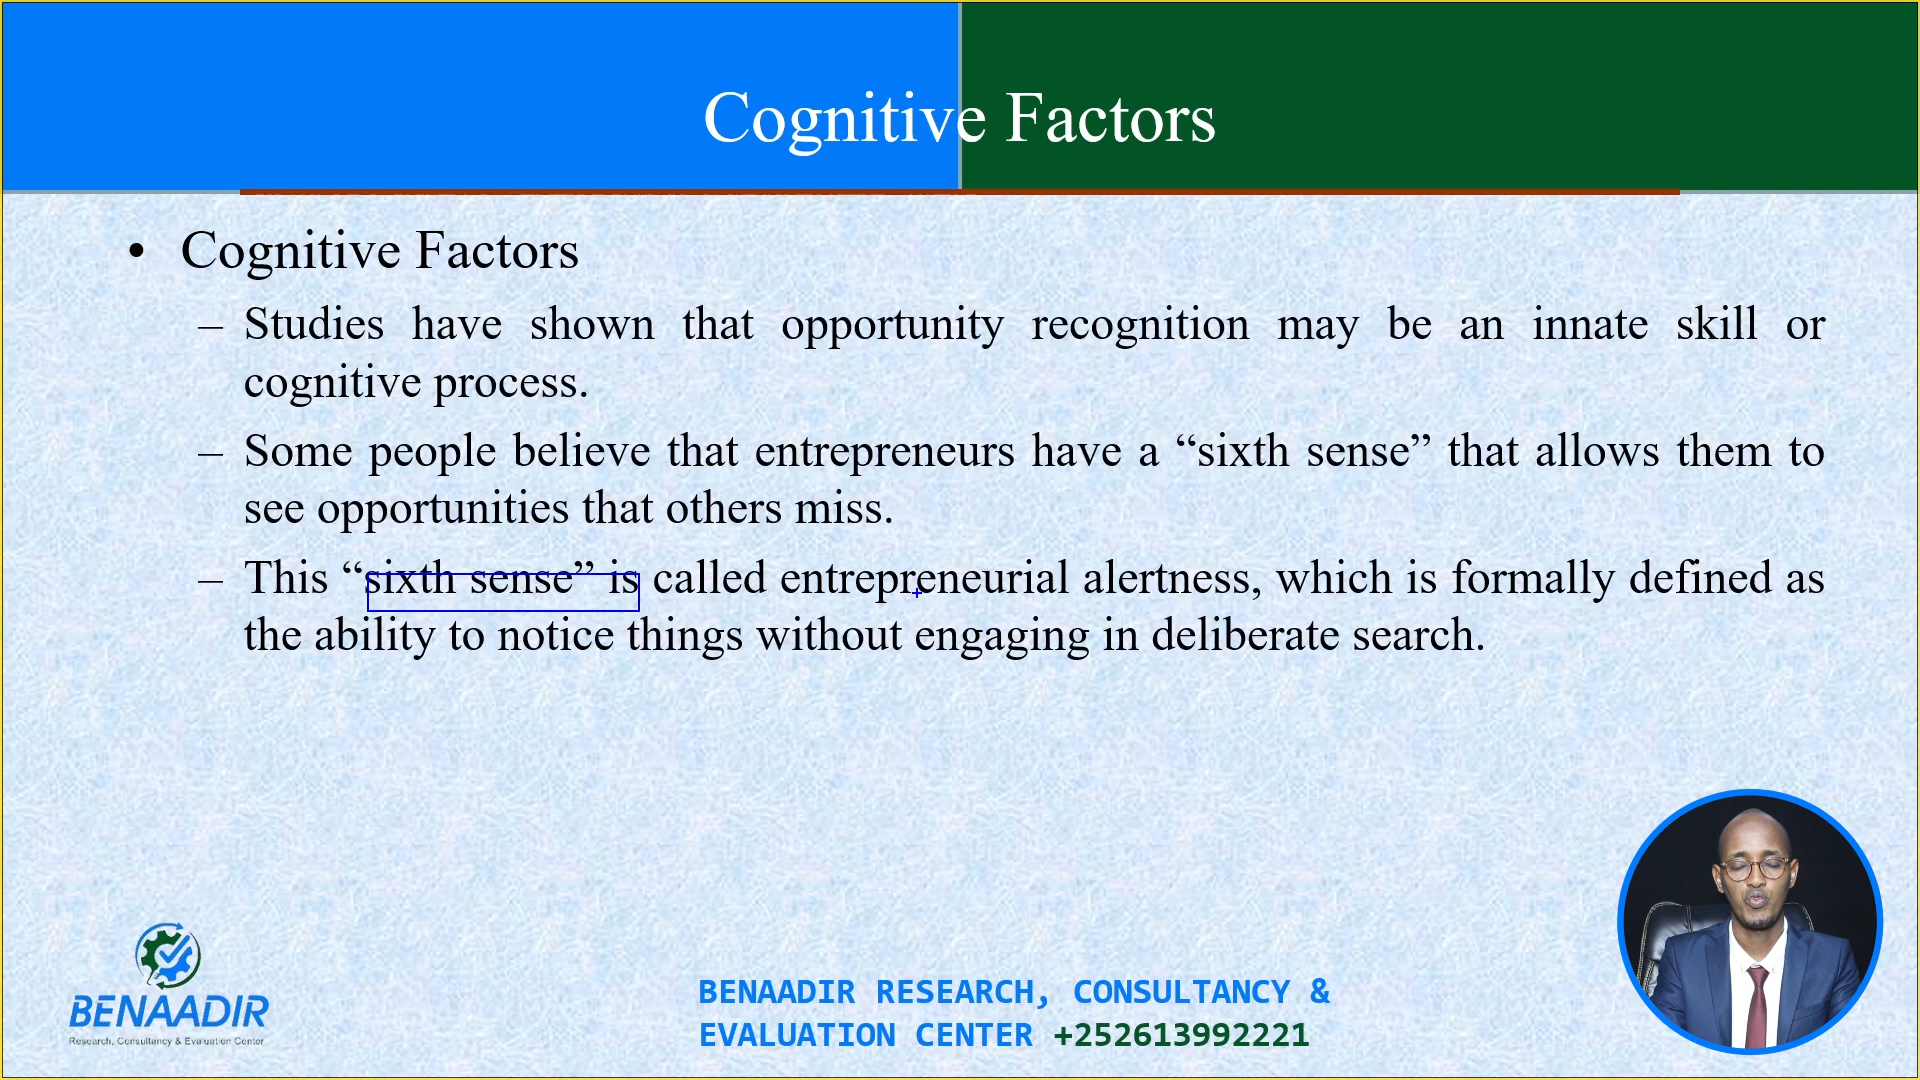 Cognitive Factors
• Cognitive Factors
– Studies have shown that opportunity recognition may be an innate skill or
cognitive process.
– Some people believe that entrepreneurs have a “sixth sense” that allows them to
see opportunities that others miss.
– This “sixth sense” is called entrepreneurial alertness, which is formally defined as
the ability to notice things without engaging in deliberate search.
BENAADIR
Research, Consultancy & Evaluation Center
BENAADIR RESEARCH, CONSULTANCY &
EVALUATION CENTER +252613992221